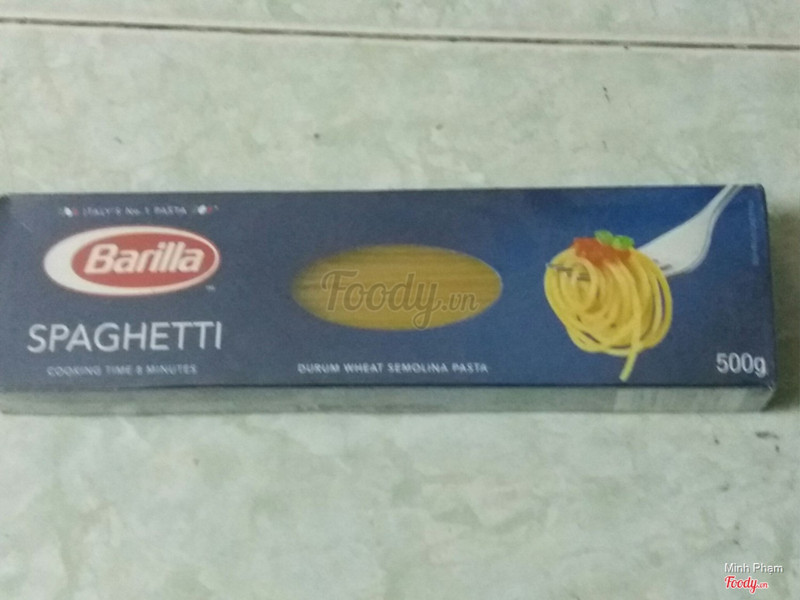 ITALY'S No. 1 PASTA
Barilla
TM
SPAGHETTI
COOKING TIME 8 MINUTES
DURUM WHEAT SEMOLINA PASTA
500g
Foody.vn
Minh Pham
Foody.vn